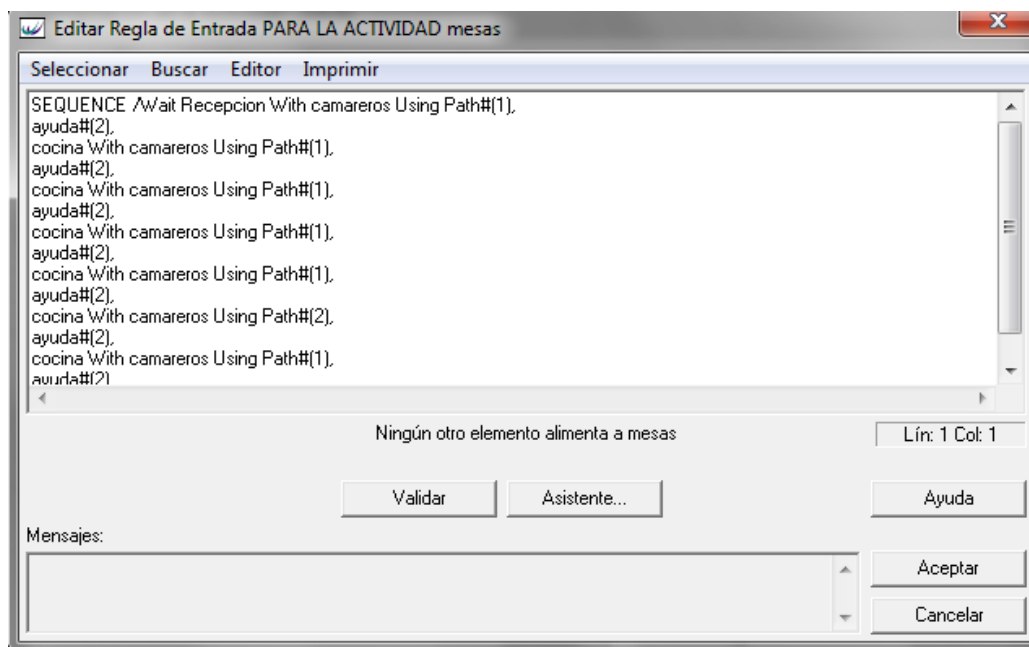 Editar Regla de Entrada PARA LA ACTIVIDAD mesas
Seleccionar Buscar Editor Imprimir
SEQUENCE /Wait Recepcion With camareros Using Path#(1),
ayuda#(2),
cocina With camareros Using Path#(1),
ayuda#(2),
cocina With camareros Using Path#(1),
ayuda#(2),
cocina With camareros Using Path#(1),
ayuda#(2),
cocina With camareros Using Path#(1),
ayuda#(2),
cocina With camareros Using Path#(2),
ayuda#(2),
cocina With camareros Using Path#(1),
ayuda#(2)
Ningún otro elemento alimenta a mesas
Lín: 1 Col: 1
Validar Asistente... Ayuda
Mensajes:
Aceptar
Cancelar